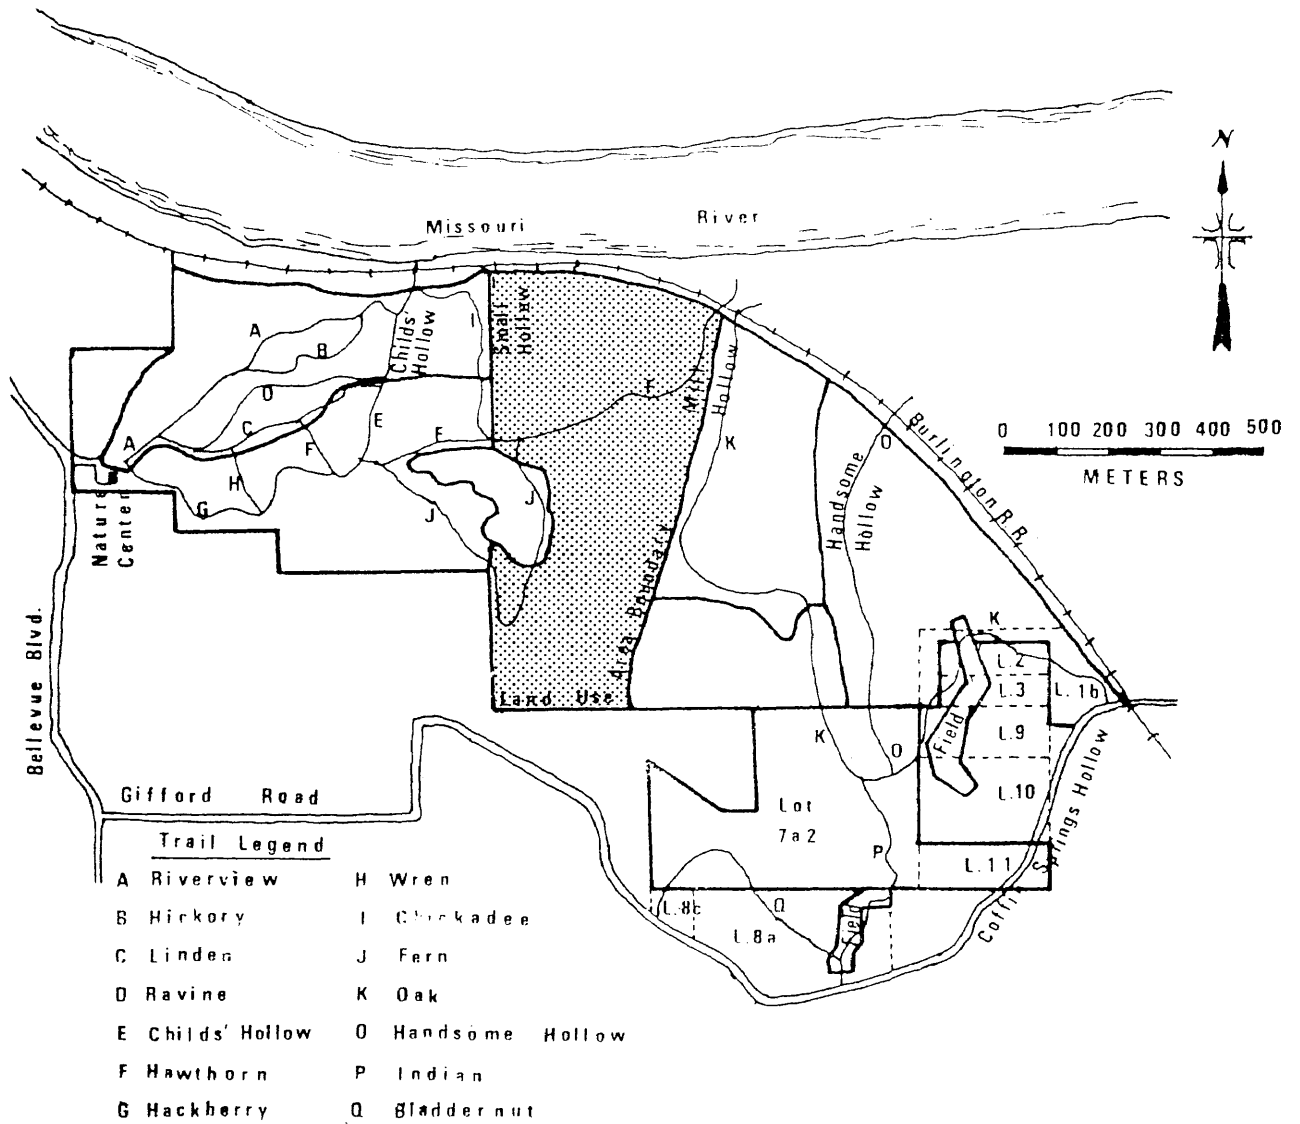 N
Missouri River
A
B
I
Childs' Hollow
Small Hollow
D
C
E
F
A
H
G
F
F
J
J
Mill Hollow
K
O
Handsome Hollow
Burlington R.R.
0 100 200 300 400 500
METERS
Nature Center
Area Boundary
Land Use
Bellevue Blvd.
K
L.2
L.3
L. 1b
Field
L.9
K
O
L.10
Springs Hollow
Lot
7a2
P
L.11
Q
L.8c
L.8a
Field
Gifford Road
Trail Legend
A Riverview
B Hickory
C Linden
D Ravine
E Childs' Hollow
F Hawthorn
G Hackberry
H Wren
I Chickadee
J Fern
K Oak
O Handsome Hollow
P Indian
Q Bladdernut